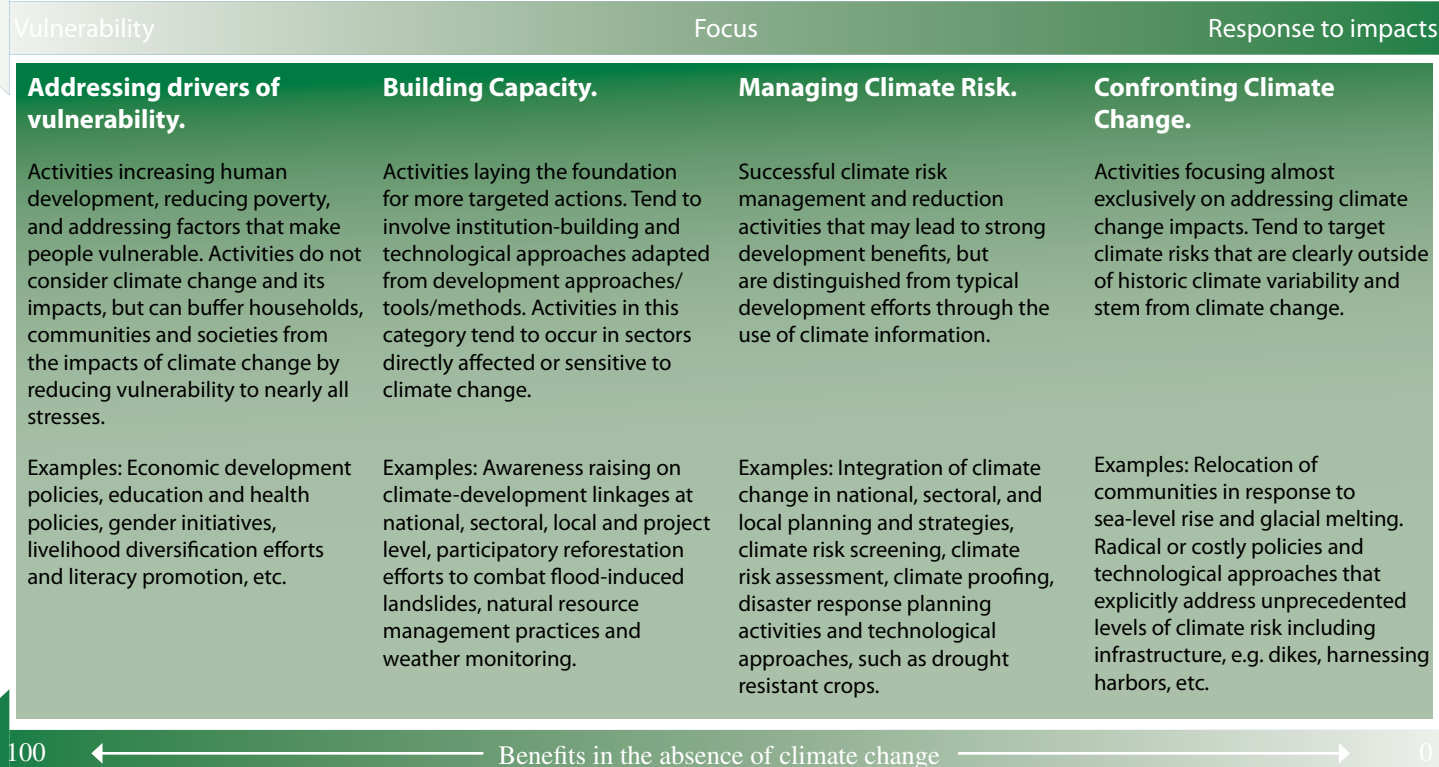 Vulnerability Focus Response to impacts
Addressing drivers of
vulnerability.
Activities increasing human
development, reducing poverty,
and addressing factors that make
people vulnerable. Activities do not
consider climate change and its
impacts, but can buffer households,
communities and societies from
the impacts of climate change by
reducing vulnerability to nearly all
stresses.
Examples: Economic development
policies, education and health
policies, gender initiatives,
livelihood diversification efforts
and literacy promotion, etc.
Building Capacity.
Activities laying the foundation
for more targeted actions. Tend to
involve institution-building and
technological approaches adapted
from development approaches/
tools/methods. Activities in this
category tend to occur in sectors
directly affected or sensitive to
climate change.
Examples: Awareness raising on
climate-development linkages at
national, sectoral, local and project
level, participatory reforestation
efforts to combat flood-induced
landslides, natural resource
management practices and
weather monitoring.
Managing Climate Risk.
Successful climate risk
management and reduction
activities that may lead to strong
development benefits, but
are distinguished from typical
development efforts through the
use of climate information.
Examples: Integration of climate
change in national, sectoral, and
local planning and strategies,
climate risk screening, climate
risk assessment, climate proofing,
disaster response planning
activities and technological
approaches, such as drought
resistant crops.
Confronting Climate
Change.
Activities focusing almost
exclusively on addressing climate
change impacts. Tend to target
climate risks that are clearly outside
of historic climate variability and
stem from climate change.
Examples: Relocation of
communities in response to
sea-level rise and glacial melting.
Radical or costly policies and
technological approaches that
explicitly address unprecedented
levels of climate risk including
infrastructure, e.g. dikes, harnessing
harbors, etc.
100 Benefits in the absence of climate change 0